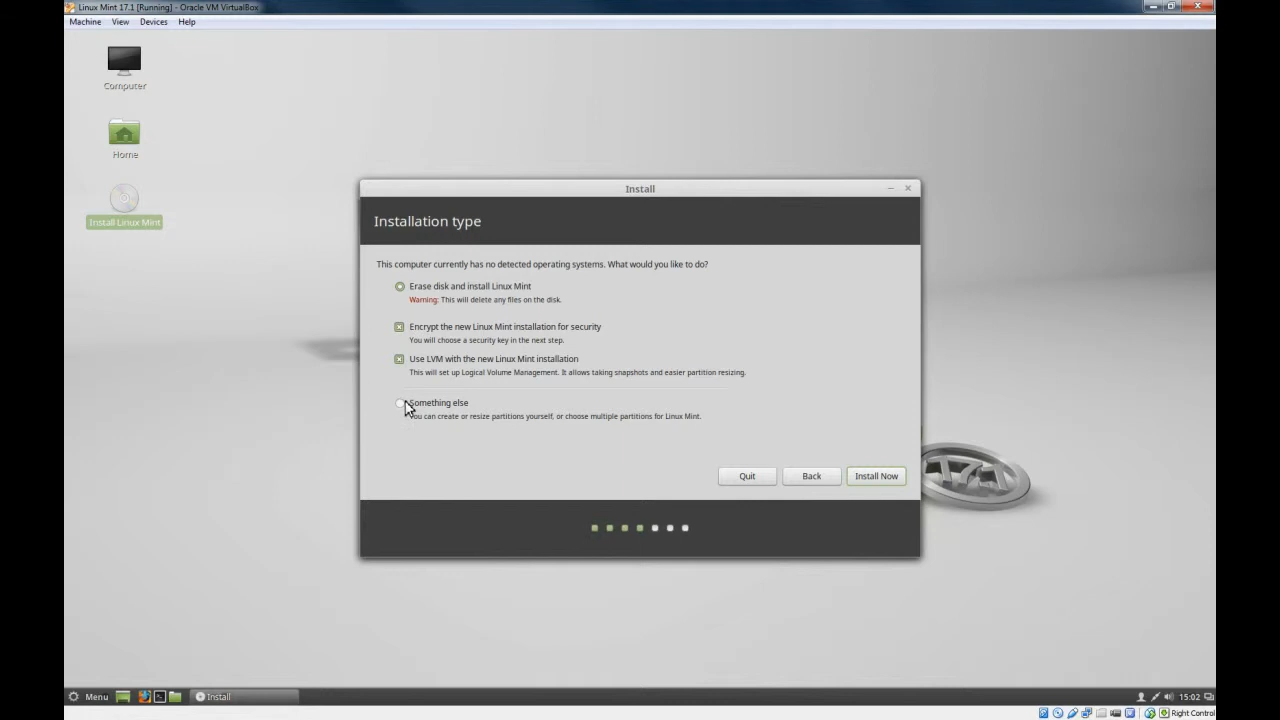 Linux Mint 17.1 [Running] - Oracle VM VirtualBox
Machine View Devices Help
Computer
Home
Install Linux Mint
Install
Installation type
This computer currently has no detected operating systems. What would you like to do?
Erase disk and install Linux Mint
Warning: This will delete any files on the disk.
Encrypt the new Linux Mint installation for security
You will choose a security key in the next step.
Use LVM with the new Linux Mint installation
This will set up Logical Volume Management. It allows taking snapshots and easier partition resizing.
Something else
You can create or resize partitions yourself, or choose multiple partitions for Linux Mint.
Quit Back Install Now
17.1
Menu Install 15:02
Right Control